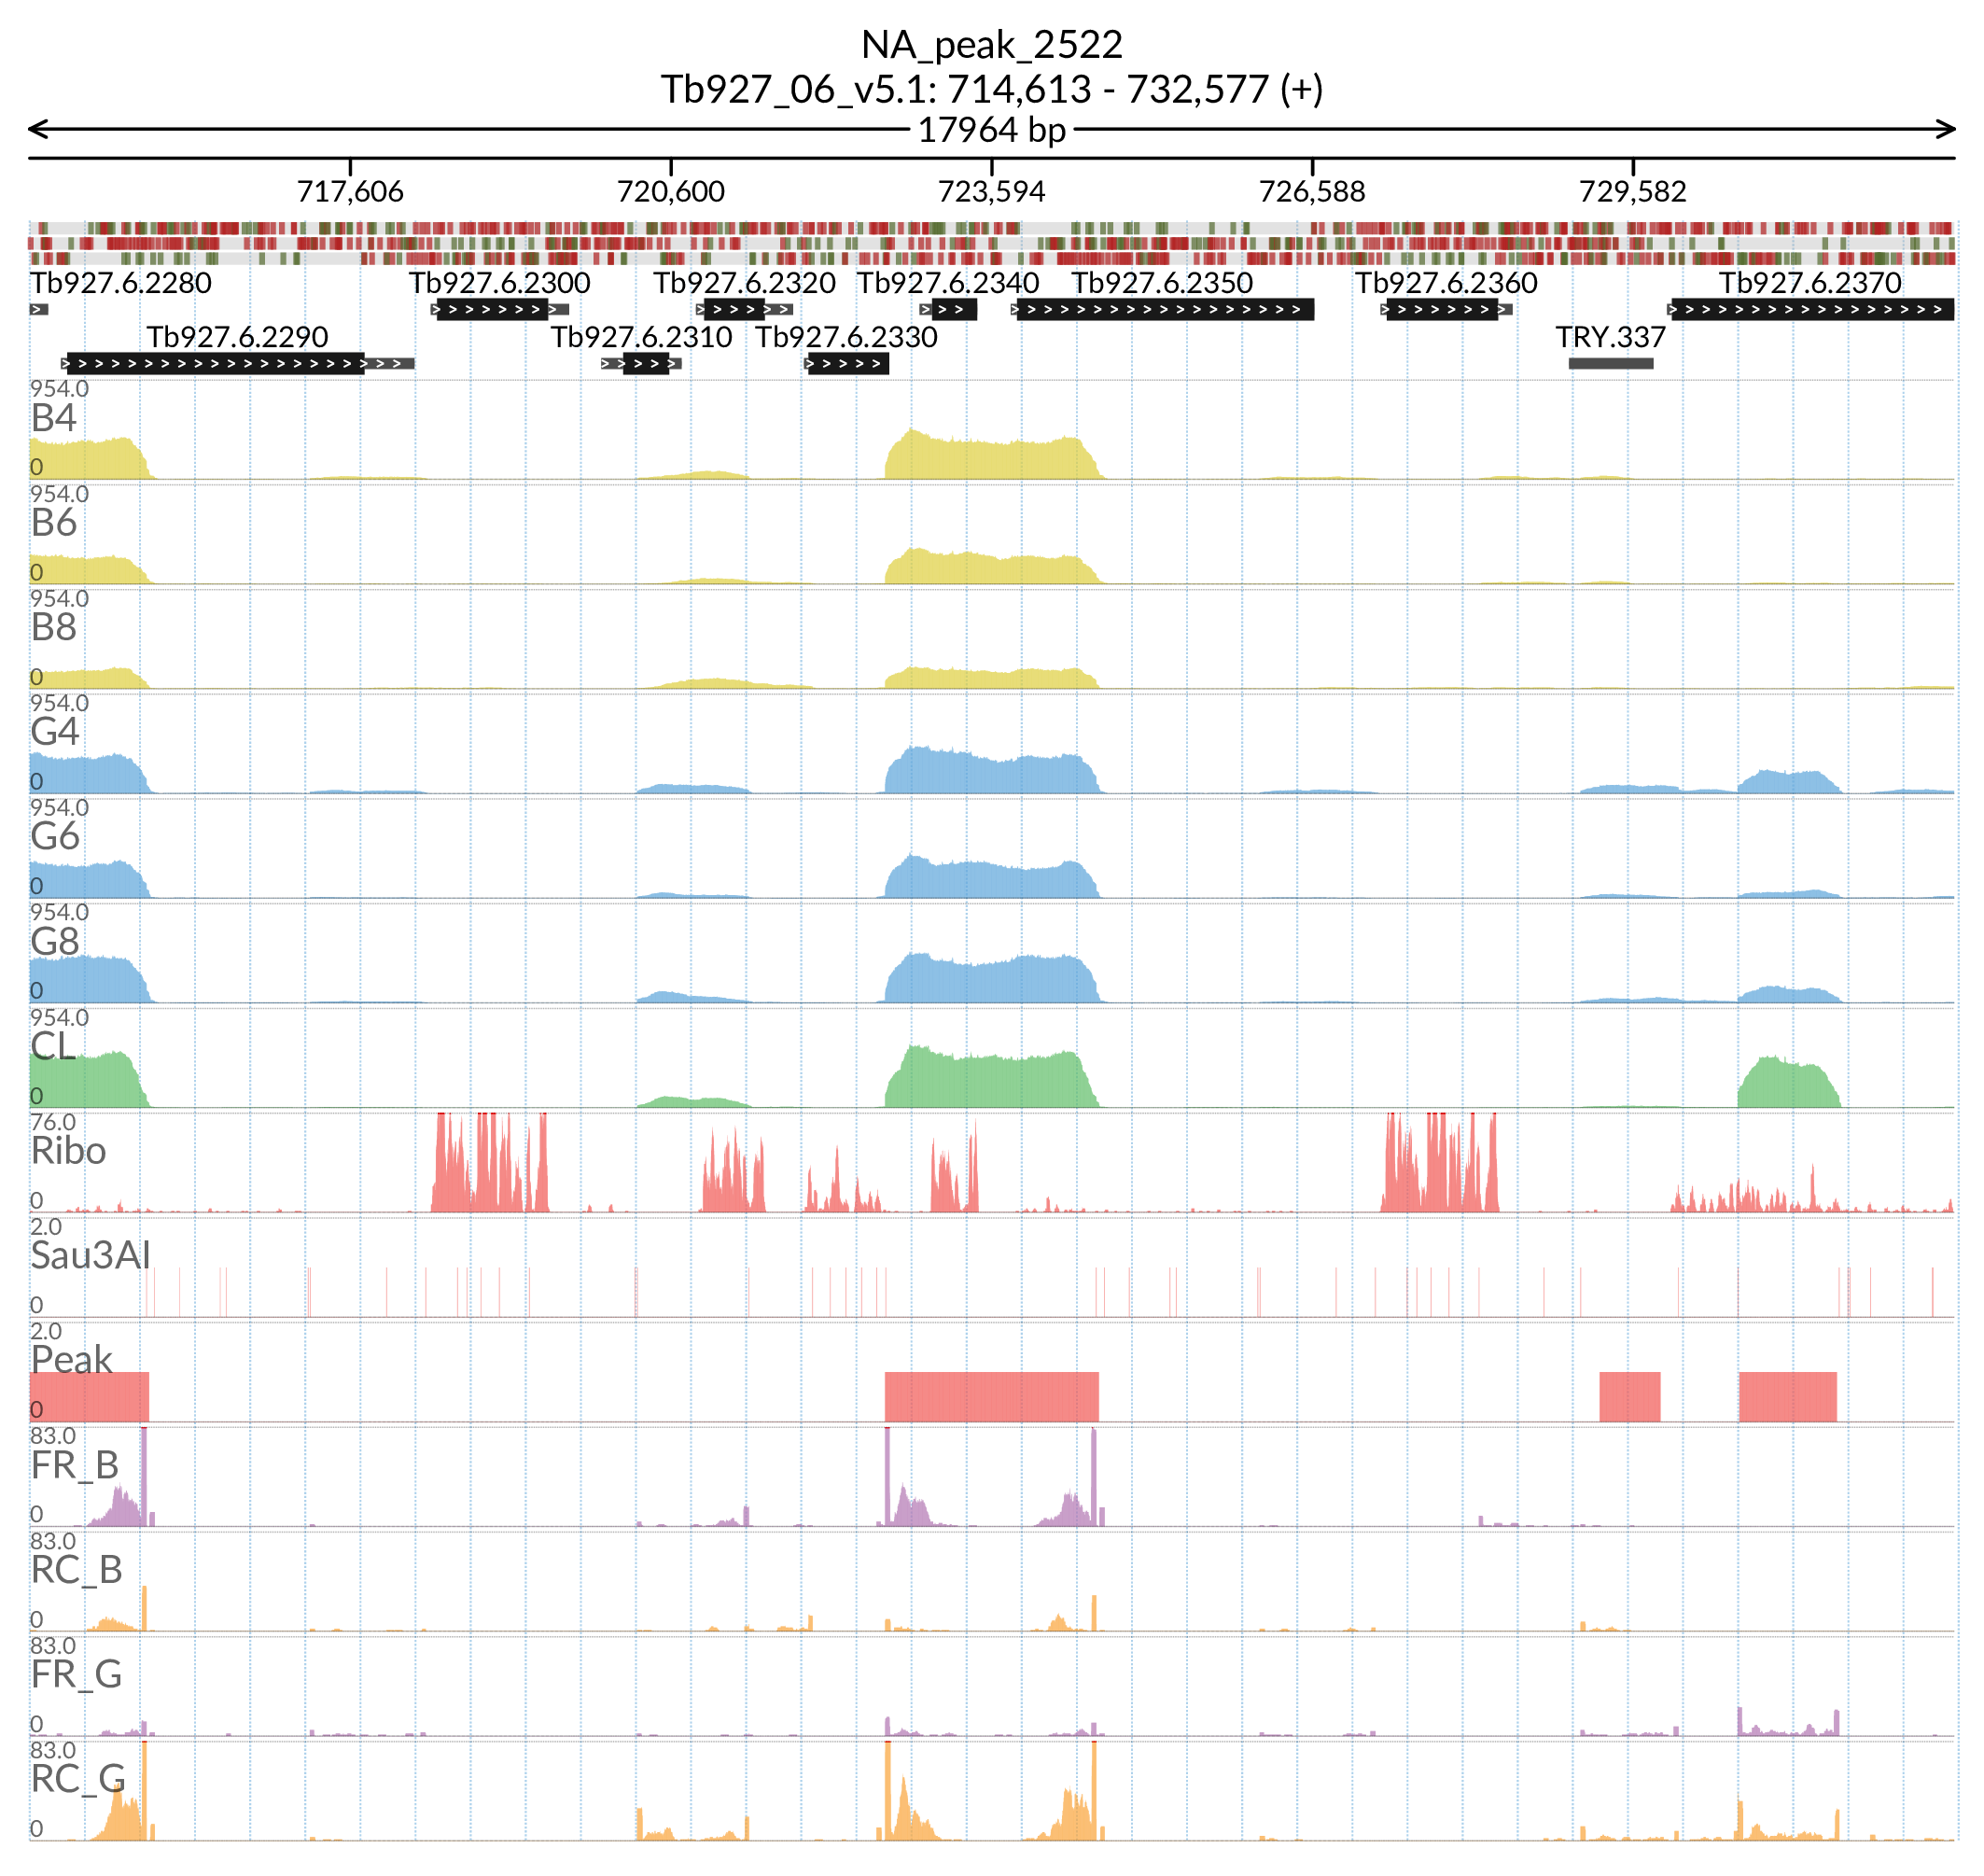 NA_peak_2522
Tb927_06_v5.1: 714,613 - 732,577 (+)
17964 bp
717,606 720,600 723,594 726,588 729,582
Tb927.6.2280 Tb927.6.2300 Tb927.6.2320 Tb927.6.2340 Tb927.6.2350 Tb927.6.2360 Tb927.6.2370
Tb927.6.2290 Tb927.6.2310 Tb927.6.2330 TRY.337
954.0
B4
0
954.0
B6
0
954.0
B8
0
954.0
G4
0
954.0
G6
0
954.0
G8
0
954.0
CL
0
76.0
Ribo
0
2.0
Sau3AI
0
2.0
Peak
0
83.0
FR_B
0
83.0
RC_B
0
83.0
FR_G
0
83.0
RC_G
0